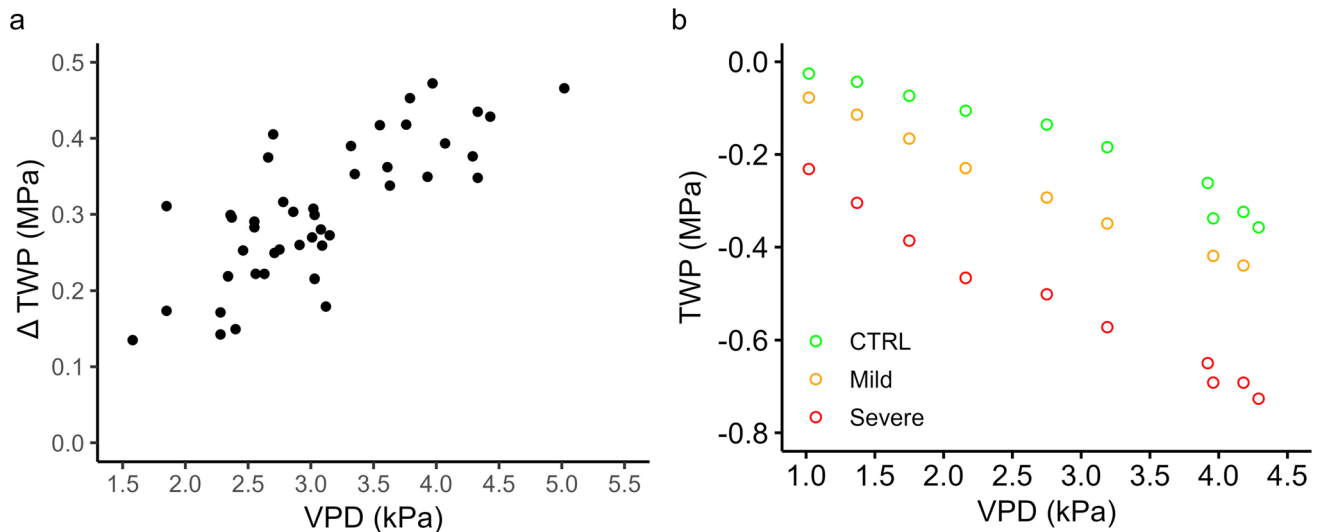 a
0.5
0.4
0.3
0.2
0.1
0.0
Δ TWP (MPa)
1.5 2.0 2.5 3.0 3.5 4.0 4.5 5.0 5.5
VPD (kPa)
b
0.0
-0.2
-0.4
-0.6
-0.8
TWP (MPa)
CTRL
Mild
Severe
1.0 1.5 2.0 2.5 3.0 3.5 4.0 4.5
VPD (kPa)